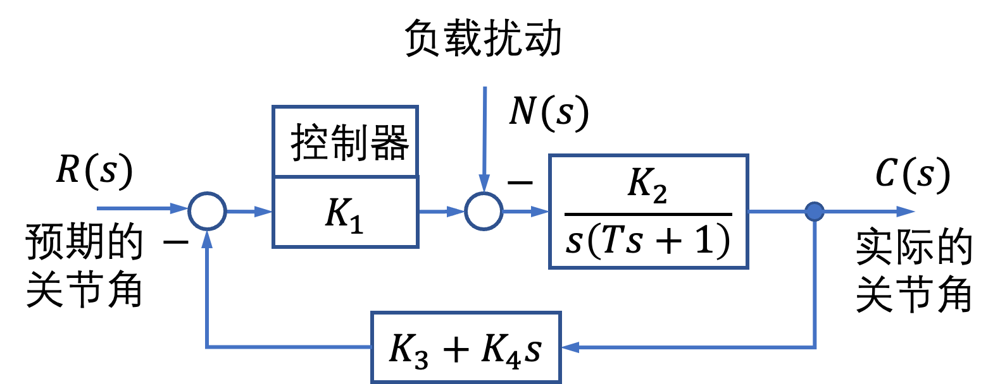 负载扰动
N(s)
控制器
R(s)
K₁
−
K₂
s(Ts + 1)
C(s)
预期的
关节角
−
实际的
关节角
K₃ + K₄s